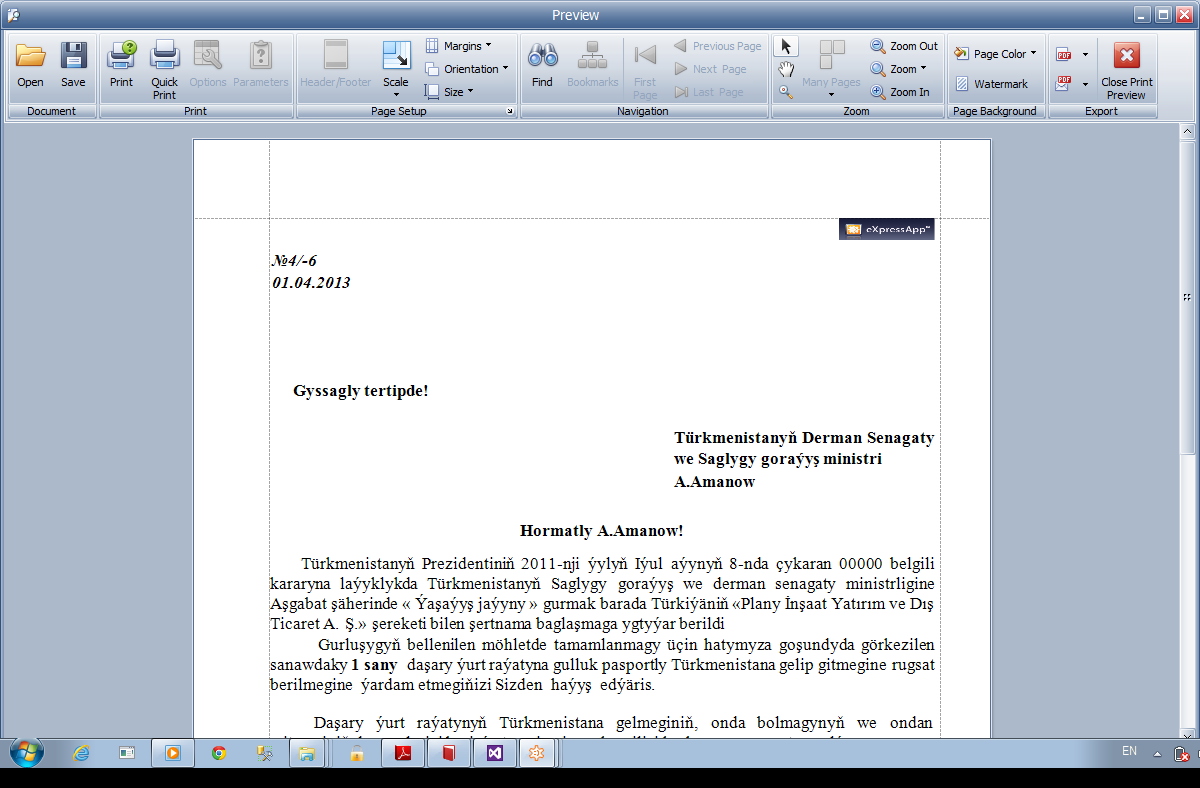 Preview
Open
Save
Print
Quick Print
Options
Parameters
Header/Footer
Scale
Margins
Orientation
Size
Find
Bookmarks
First Page
Previous Page
Next Page
Last Page
Many Pages
Zoom Out
Zoom
Zoom In
Page Color
Watermark
PDF
PDF
Close Print Preview
Document
Print
Page Setup
Navigation
Zoom
Page Background
Export
eXpressApp™
№4/-6
01.04.2013
Gyssagly tertipde!
Türkmenistanyň Derman Senagaty
we Saglygy goraýyş ministri
A.Amanow
Hormatly A.Amanow!
Türkmenistanyň Prezidentiniň 2011-nji ýylyň Iýul aýynyň 8-nda çykaran 00000 belgili
kararyna laýyklykda Türkmenistanyň Saglygy goraýyş we derman senagaty ministrligine
Aşgabat şäherinde « Ýaşaýyş jaýyny » gurmak barada Türkiýäniň «Plany İnşaat Yatırım ve Dış
Ticaret A. Ş.» şereketi bilen şertnama baglaşmaga ygtyýar berildi
Gurluşygyň bellenilen möhletde tamamlanmagy üçin hatymyza goşundyda görkezilen
sanawdaky 1 sany daşary ýurt raýatyna gulluk pasportly Türkmenistana gelip gitmegine rugsat
berilmegine ýardam etmegiňizi Sizden haýyş edýäris.
Daşary ýurt raýatynyň Türkmenistana gelmeginiň, onda bolmagynyň we ondan
EN